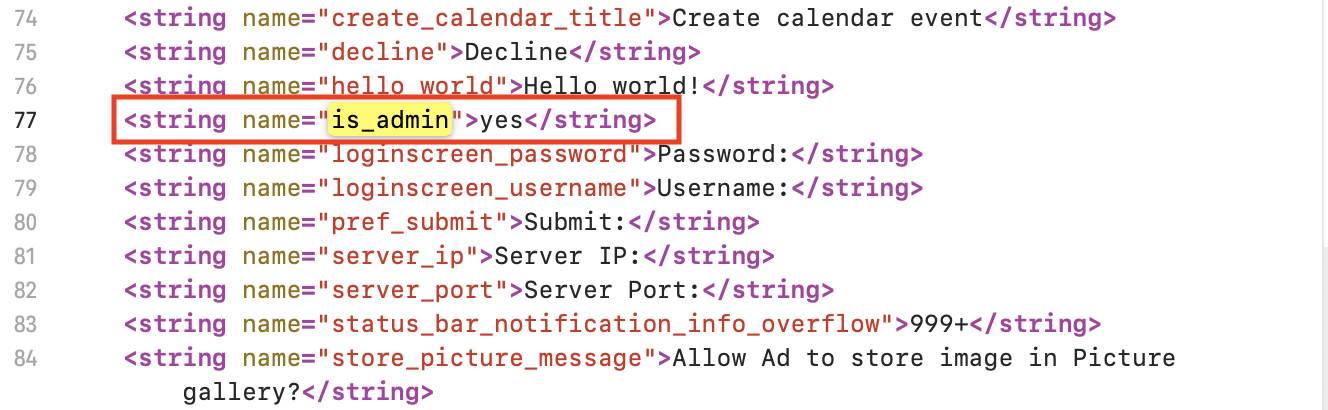 74 <string name="create_calendar_title">Create calendar event</string>
75 <string name="decline">Decline</string>
76 <string name="hello_world">Hello world!</string>
77 <string name="is_admin">yes</string>
78 <string name="loginscreen_password">Password:</string>
79 <string name="loginscreen_username">Username:</string>
80 <string name="pref_submit">Submit:</string>
81 <string name="server_ip">Server IP:</string>
82 <string name="server_port">Server Port:</string>
83 <string name="status_bar_notification_info_overflow">999+</string>
84 <string name="store_picture_message">Allow Ad to store image in Picture
gallery?</string>